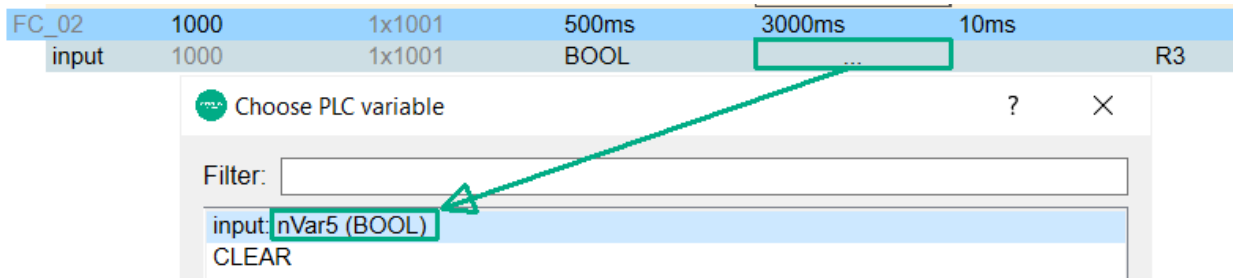 FC_02 1000 1x1001 500ms 3000ms 10ms
input 1000 1x1001 BOOL ... R3
Choose PLC variable ? ×
Filter:
input: nVar5 (BOOL)
CLEAR